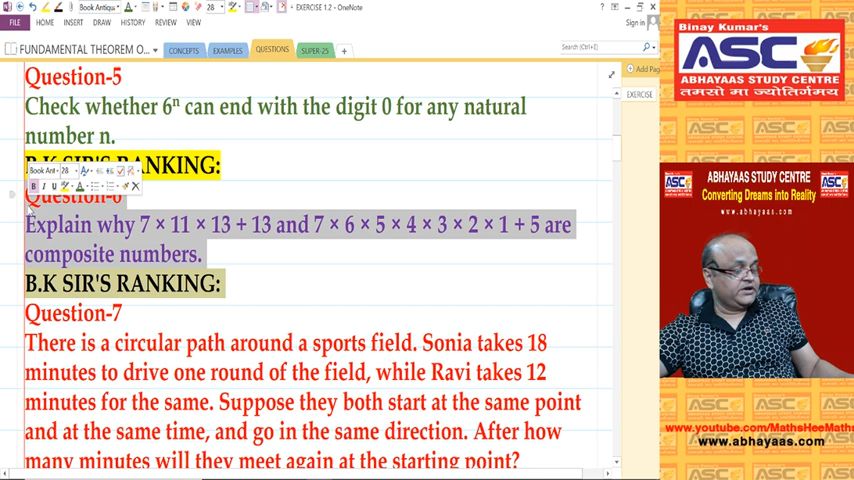 EXERCISE 1.2 - OneNote
Book Antiqua
28
FILE HOME INSERT DRAW HISTORY REVIEW VIEW
Sign in
FUNDAMENTAL THEOREM O...
CONCEPTS
EXAMPLES
QUESTIONS
SUPER-25
+
Search (Ctrl+E)
Add Pag
EXERCISE
Question-5
Check whether 6ⁿ can end with the digit 0 for any natural
number n.
B.K SIR'S RANKING:
Book Ant 28
B I U
Question-6
Explain why 7 × 11 × 13 + 13 and 7 × 6 × 5 × 4 × 3 × 2 × 1 + 5 are
composite numbers.
B.K SIR'S RANKING:
Question-7
There is a circular path around a sports field. Sonia takes 18
minutes to drive one round of the field, while Ravi takes 12
minutes for the same. Suppose they both start at the same point
and at the same time, and go in the same direction. After how
many minutes will they meet again at the starting point?
Binay Kumar's
ASC
ABHAYAAS STUDY CENTRE
तमसो मा ज्योतिर्गमय
ABHAYAAS STUDY CENTRE
Converting Dreams into Reality
www.abhayaas.com
www.youtube.com/MathsHeeMaths
www.abhayaas.com